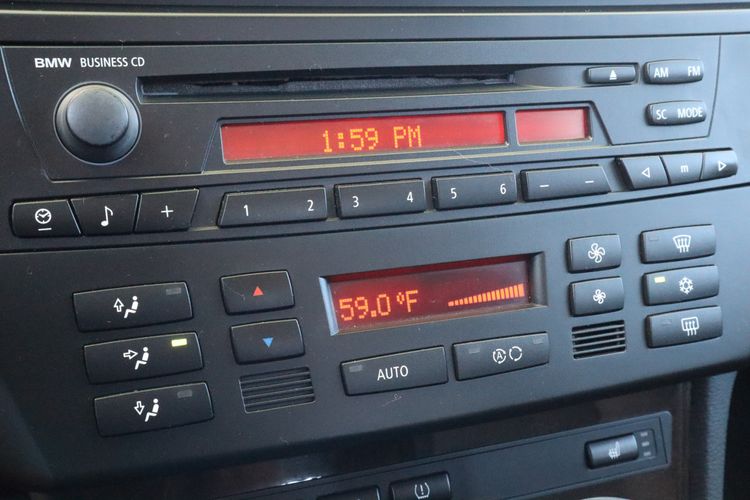 BMW BUSINESS CD
AM FM
SC MODE
1:59 PM
1 2 3 4 5 6 m
59.0°F
AUTO
A